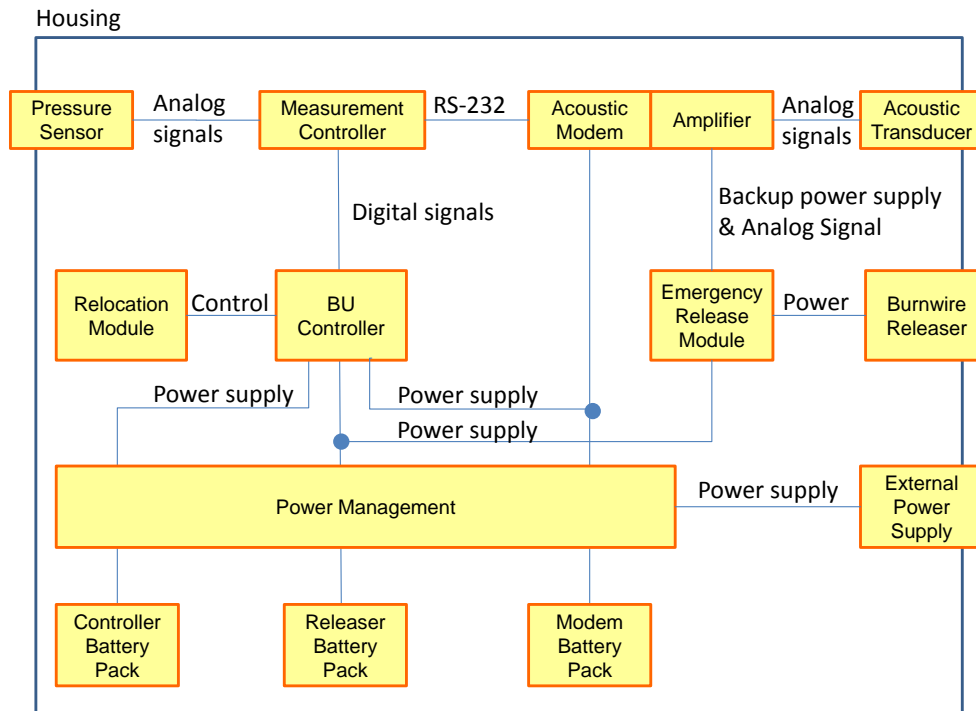 Housing
Pressure
Sensor
Analog
signals
Measurement
Controller
RS-232
Acoustic
Modem
Amplifier
Analog
signals
Acoustic
Transducer
Digital signals
Backup power supply
& Analog Signal
Relocation
Module
Control
BU
Controller
Emergency
Release
Module
Power
Burnwire
Releaser
Power supply
Power supply
Power supply
Power Management
Power supply
External
Power
Supply
Controller
Battery
Pack
Releaser
Battery
Pack
Modem
Battery
Pack